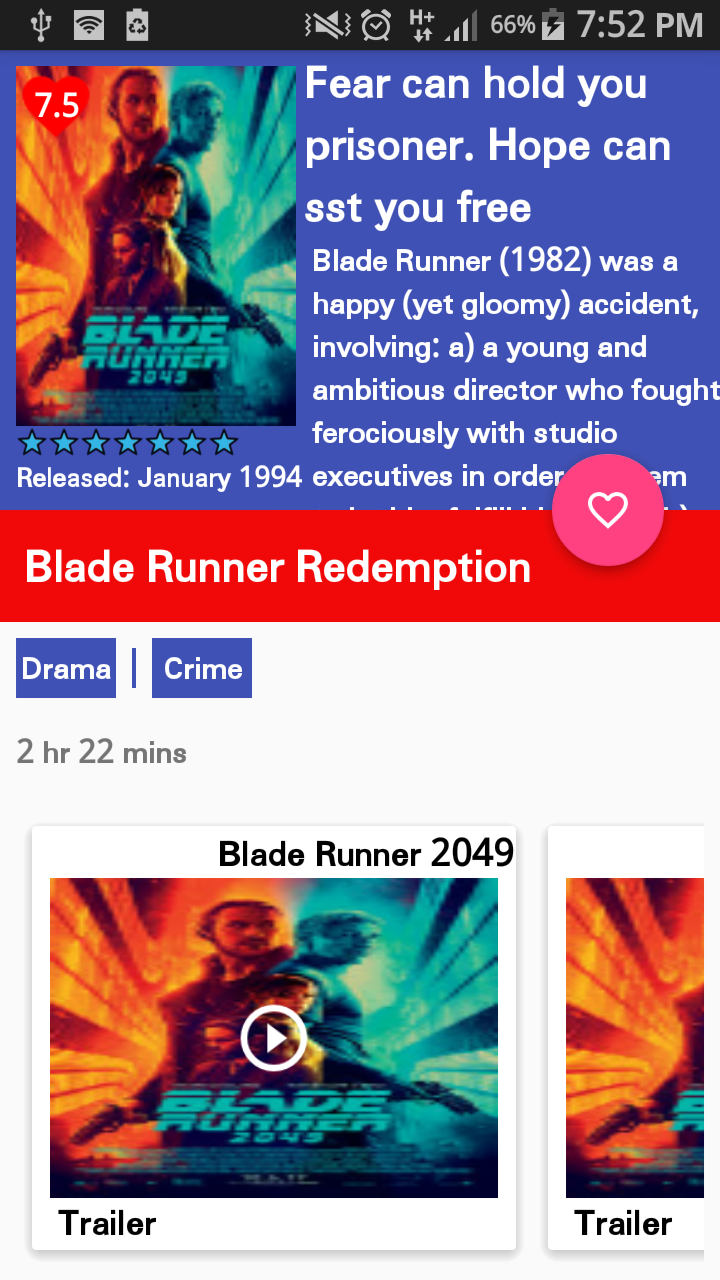 H+
66%
7:52 PM
7.5
BLADE
RUNNER
2049
Released: January 1994
Fear can hold you
prisoner. Hope can
sst you free
Blade Runner (1982) was a
happy (yet gloomy) accident,
involving: a) a young and
ambitious director who fought
ferociously with studio
executives in order
Blade Runner Redemption
Drama
Crime
2 hr 22 mins
Blade Runner 2049
BLADE
RUNNER
2049
Trailer
Trailer